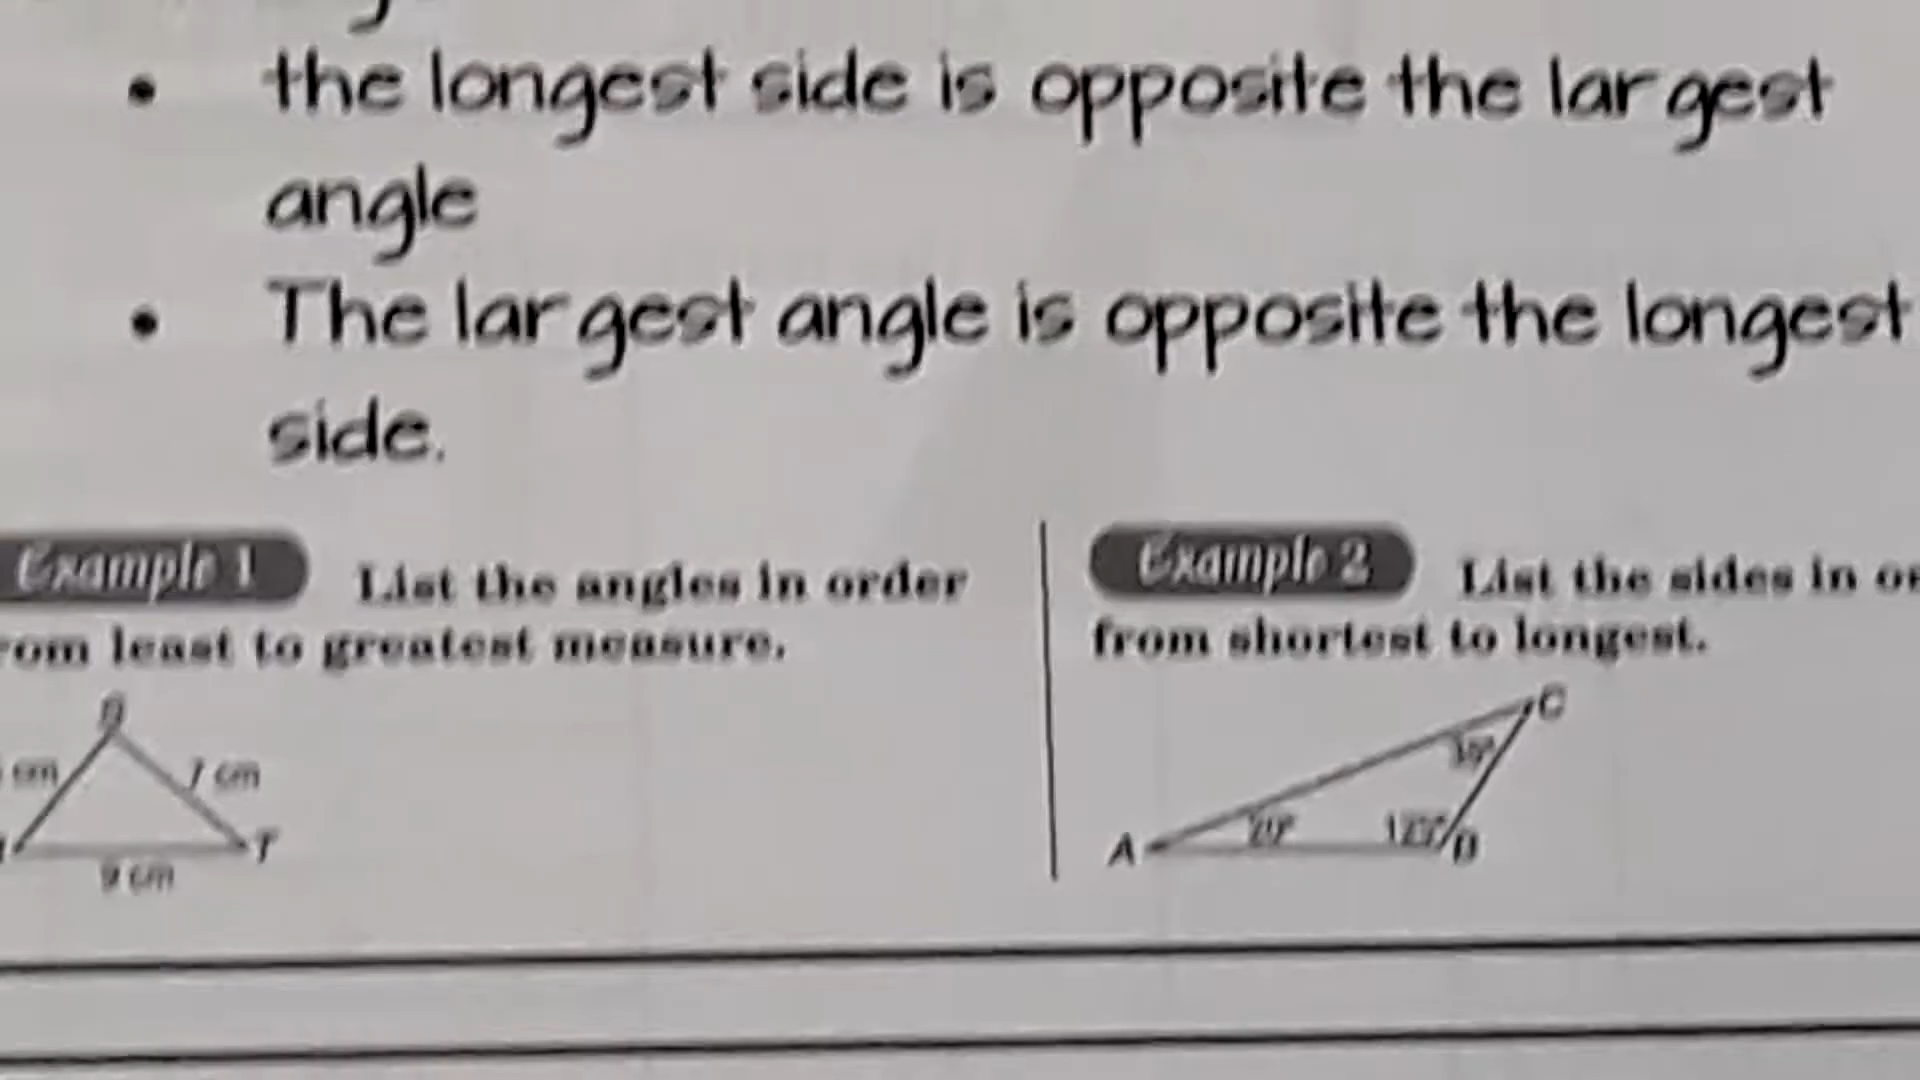 the longest side is opposite the largest
angle
The largest angle is opposite the longest
side.
Example 1 List the angles in order
rom least to greatest measure.
Example 2 List the sides in or
from shortest to longest.
C
7 cm
cm
A
T
9 cm